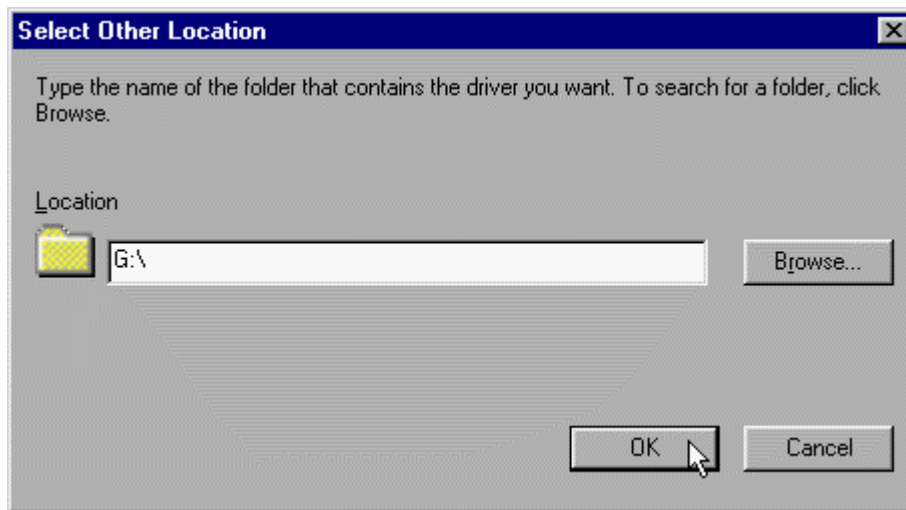 Select Other Location
Type the name of the folder that contains the driver you want. To search for a folder, click
Browse.
Location
G:\
Browse...
OK
Cancel